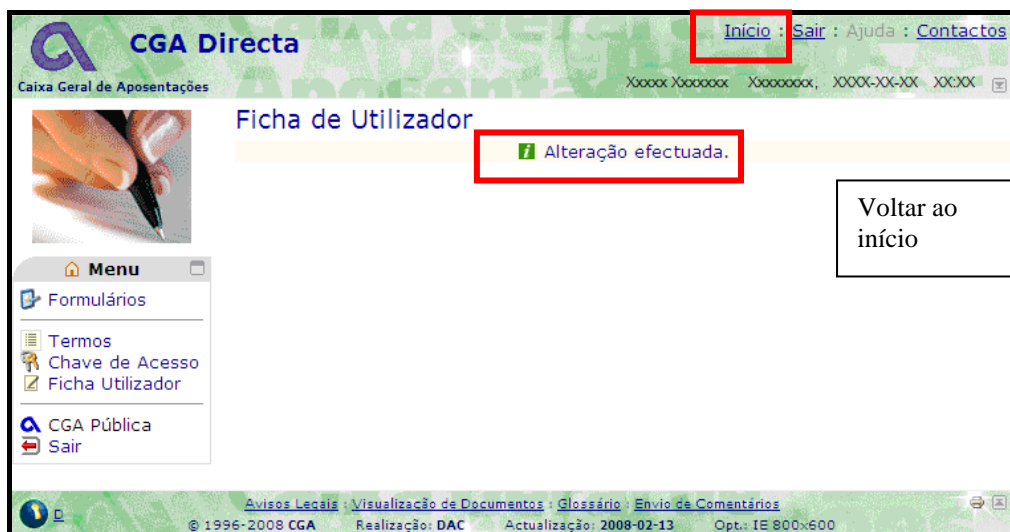 CGA Directa
Início : Sair : Ajuda : Contactos
Caixa Geral de Aposentações
Xxxxx Xxxxxxx Xxxxxxxx, XXXX-XX-XX XX:XX
Ficha de Utilizador
Alteração efectuada.
Voltar ao
início
Menu
Formulários
Termos
Chave de Acesso
Ficha Utilizador
CGA Pública
Sair
D
Avisos Legais : Visualização de Documentos : Glossário : Envio de Comentários
© 1996-2008 CGA Realização: DAC Actualização: 2008-02-13 Opt.: IE 800x600